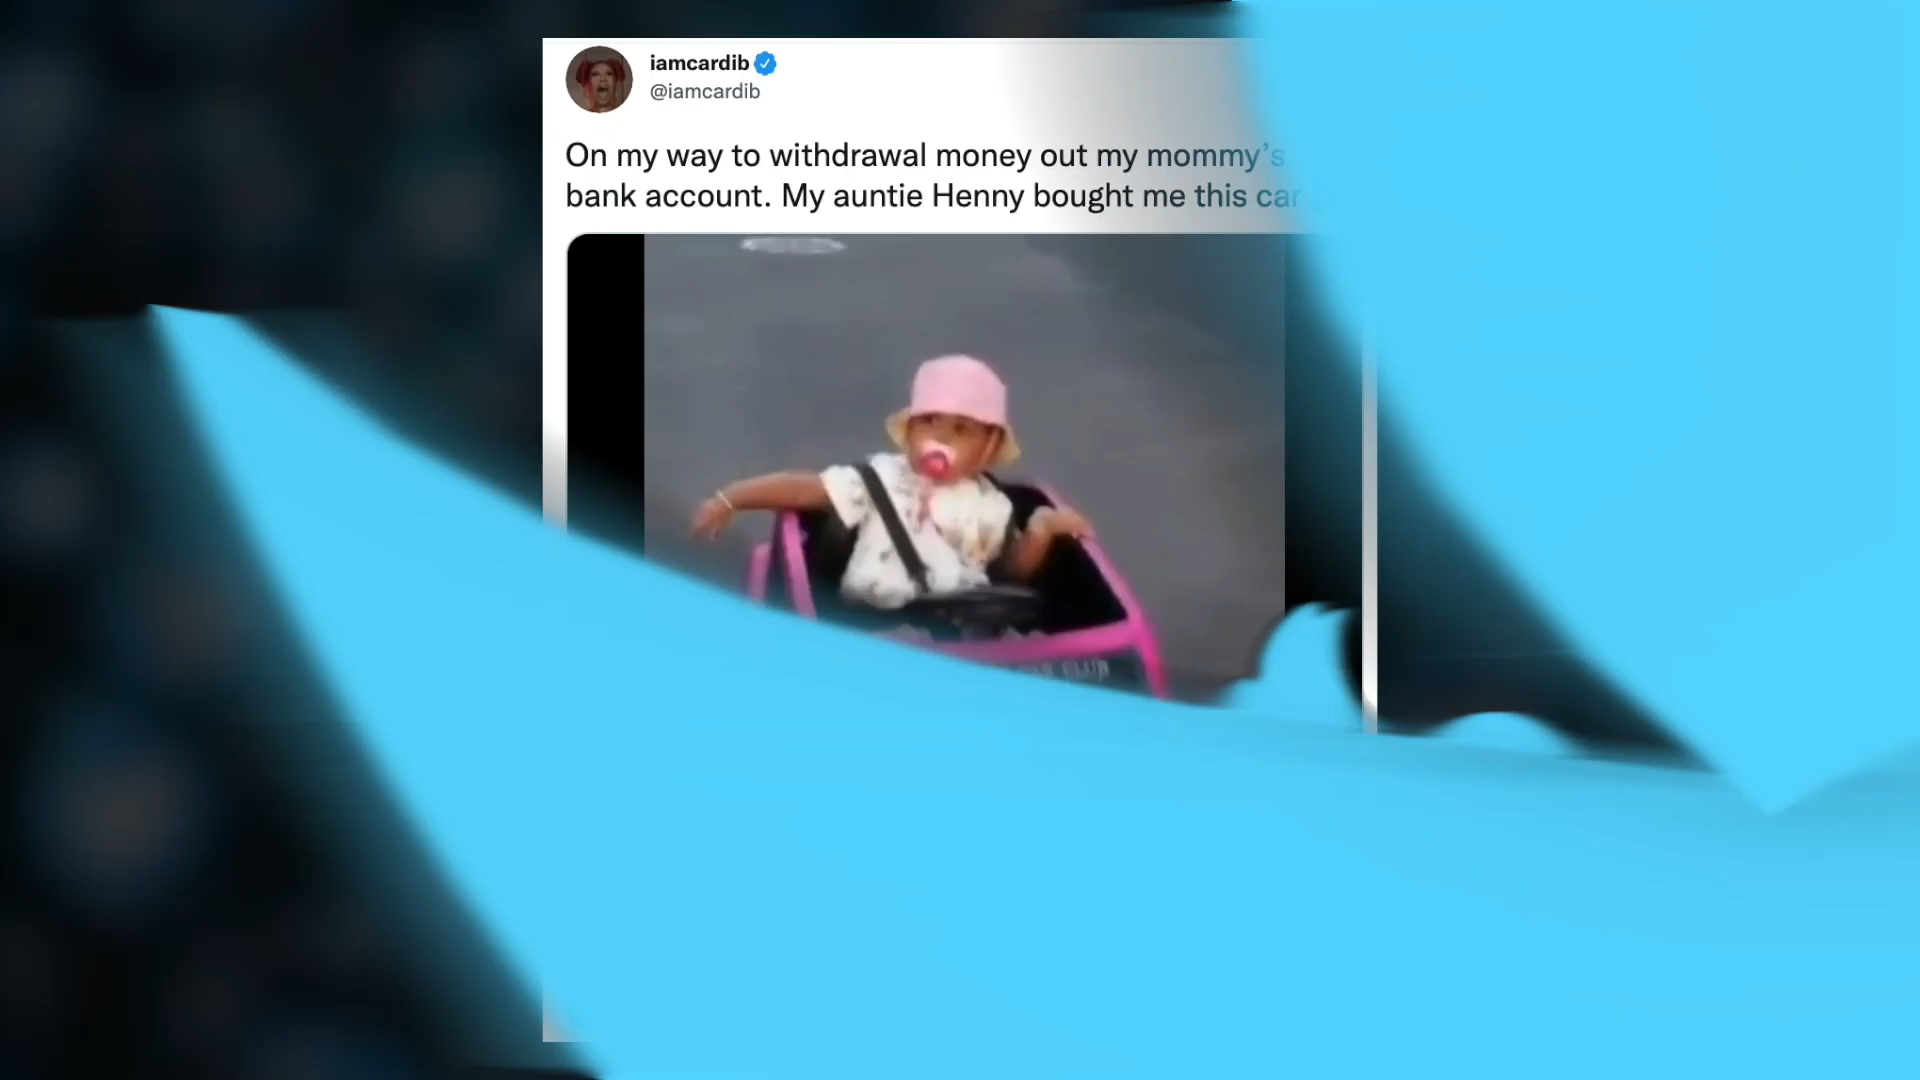 iamcardib
@iamcardib
On my way to withdrawal money out my mommy’s
bank account. My auntie Henny bought me this car
CLUB